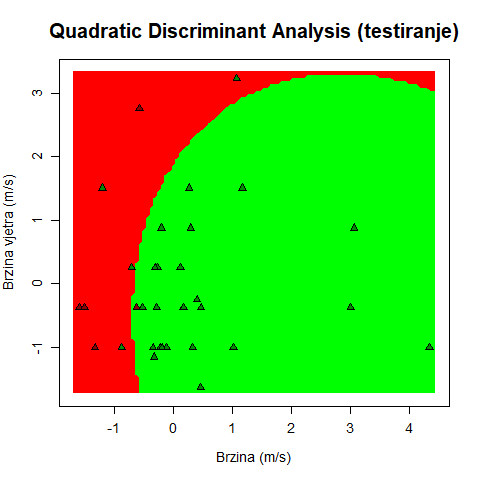 Quadratic Discriminant Analysis (testiranje)
Brzina vjetra (m/s)
3
2
1
0
-1
-1 0 1 2 3 4
Brzina (m/s)